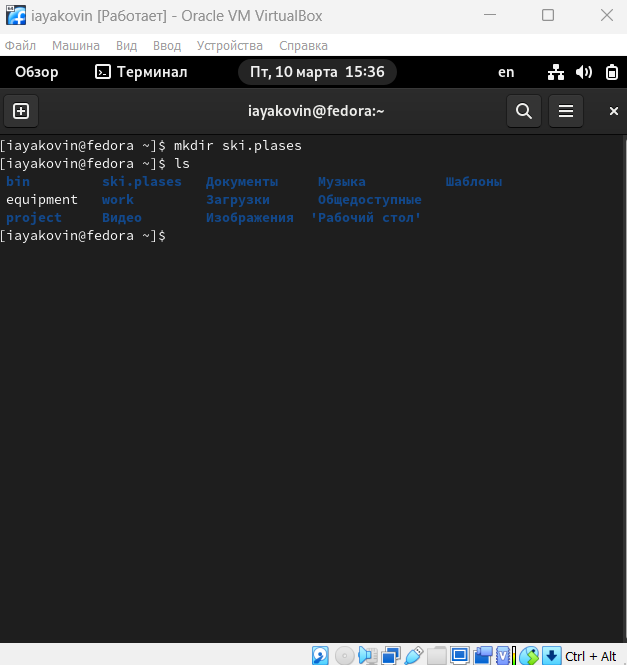 iayakovin [Работает] - Oracle VM VirtualBox
Файл Машина Вид Ввод Устройства Справка
Обзор Терминал Пт, 10 марта 15:36 en
iayakovin@fedora:~
[iayakovin@fedora ~]$ mkdir ski.plases
[iayakovin@fedora ~]$ ls
bin ski.plases Документы Музыка Шаблоны
equipment work Загрузки Общедоступные
project Видео Изображения 'Рабочий стол'
[iayakovin@fedora ~]$
Ctrl + Alt